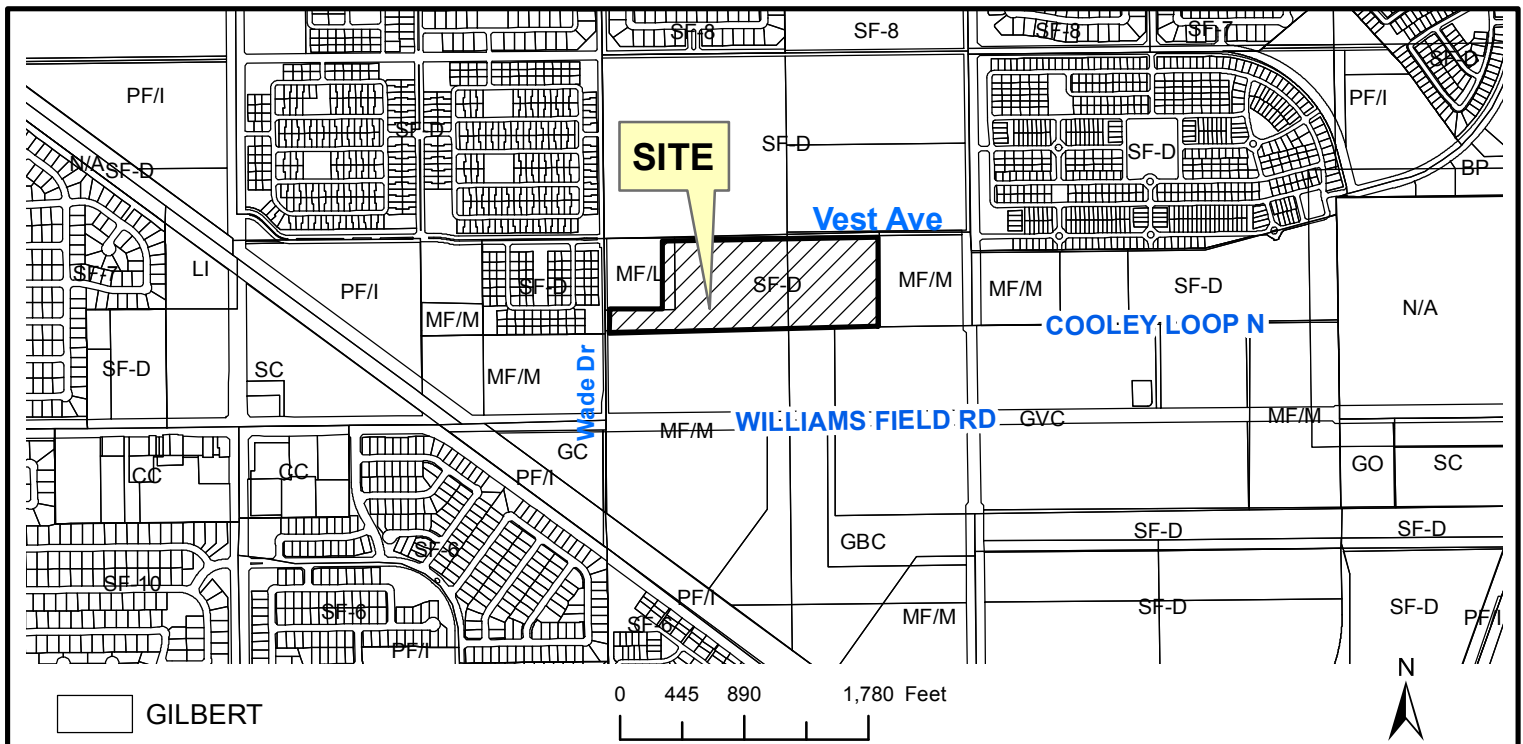 SF-8
SF-8
SF-8
SF-7
SF-D
PF/I
PF/I
SF-D
SF-D
SF-D
SITE
N/A
SF-D
BP
Vest Ave
SF-7
LI
PF/I
SF-D
MF/L
SF-D
MF/M
MF/M
SF-D
N/A
MF/M
COOLEY LOOP N
SF-D
SC
MF/M
Wade Dr
MF/M
WILLIAMS FIELD RD
GVC
MF/M
GC
CC
CC
PF/I
GO
SC
SF-6
GBC
SF-D
SF-D
SF-10
SF-6
PF/I
SF-6
MF/M
SF-D
SF-D
PF/I
PF/I
N
GILBERT
0 445 890 1,780 Feet